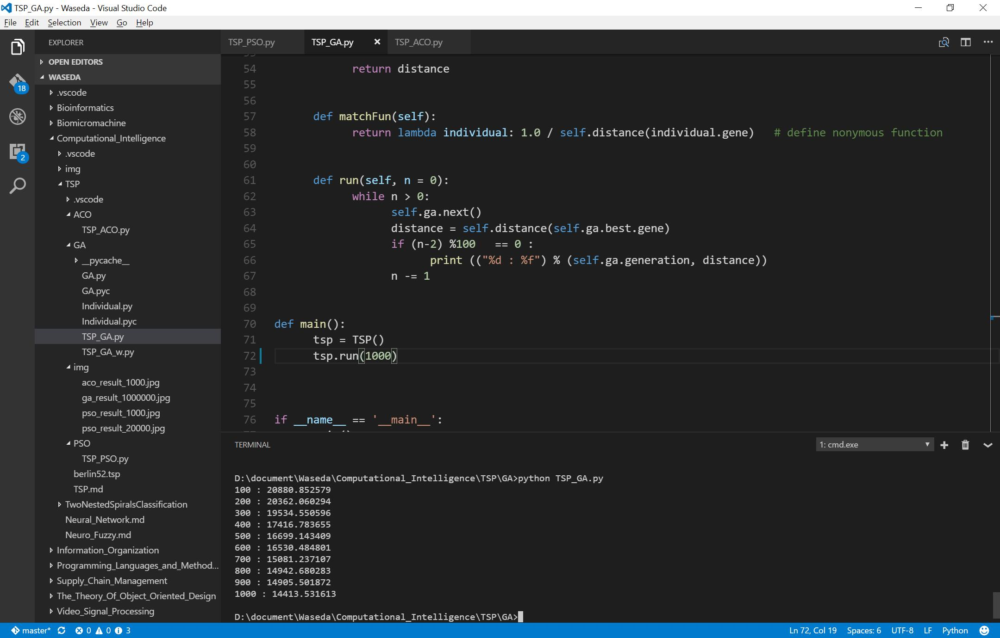 TSP_GA.py - Waseda - Visual Studio Code
File Edit Selection View Go Help
EXPLORER
OPEN EDITORS
WASEDA
.vscode
Bioinformatics
Biomicromachine
Computational_Intelligence
.vscode
img
TSP
.vscode
ACO
TSP_ACO.py
GA
__pycache__
GA.py
GA.pyc
Individual.py
Individual.pyc
TSP_GA.py
TSP_GA_w.py
img
aco_result_1000.jpg
ga_result_1000000.jpg
pso_result_1000.jpg
pso_result_20000.jpg
PSO
TSP_PSO.py
berlin52.tsp
TSP.md
TwoNestedSpiralsClassification
Neural_Network.md
Neuro_Fuzzy.md
Information_Organization
Programming_Languages_and_Method...
Supply_Chain_Management
The_Theory_Of_Object_Oriented_Design
Video_Signal_Processing
18
2
TSP_PSO.py TSP_GA.py TSP_ACO.py
54 return distance
55
56
57 def matchFun(self):
58 return lambda individual: 1.0 / self.distance(individual.gene) # define nonymous function
59
60
61 def run(self, n = 0):
62 while n > 0:
63 self.ga.next()
64 distance = self.distance(self.ga.best.gene)
65 if (n-2) %100 == 0 :
66 print (("%d : %f") % (self.ga.generation, distance))
67 n -= 1
68
69
70 def main():
71 tsp = TSP()
72 tsp.run(1000)
73
74
75
76 if __name__ == '__main__':
TERMINAL
1: cmd.exe
D:\document\Waseda\Computational_Intelligence\TSP\GA>python TSP_GA.py
100 : 20880.852579
200 : 20362.060294
300 : 19534.550596
400 : 17416.783655
500 : 16699.143409
600 : 16530.484801
700 : 15081.237107
800 : 14942.680283
900 : 14905.501872
1000 : 14413.531613
D:\document\Waseda\Computational_Intelligence\TSP\GA>
master* 0 0 3 Ln 72, Col 19 Spaces: 6 UTF-8 LF Python